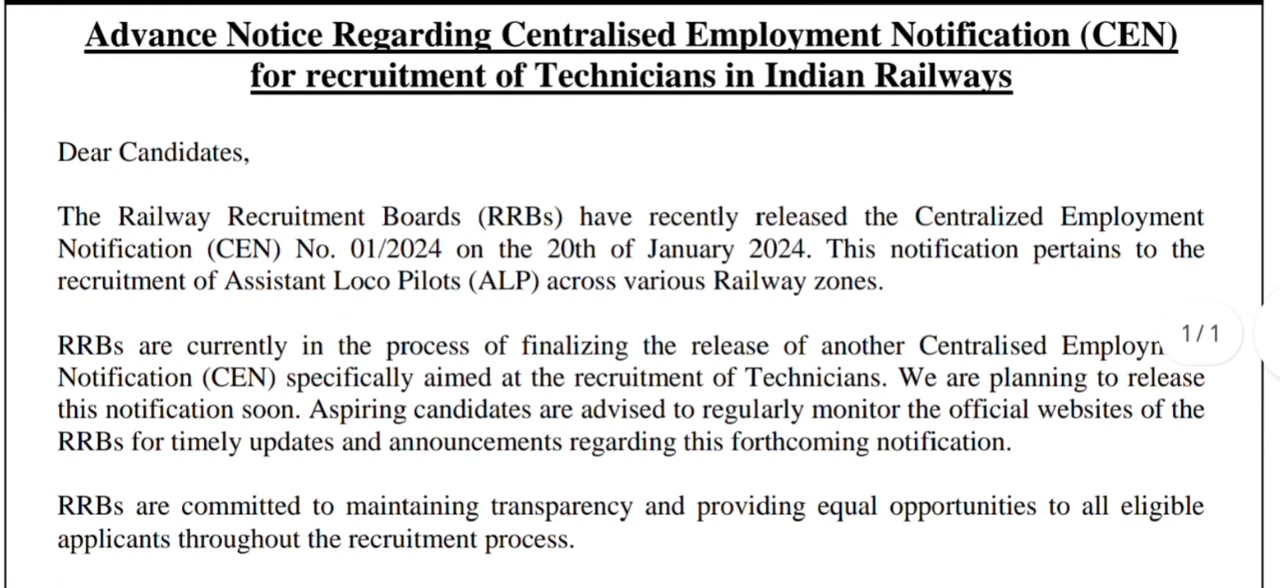 Advance Notice Regarding Centralised Employment Notification (CEN)
for recruitment of Technicians in Indian Railways
Dear Candidates,
The Railway Recruitment Boards (RRBs) have recently released the Centralized Employment
Notification (CEN) No. 01/2024 on the 20th of January 2024. This notification pertains to the
recruitment of Assistant Loco Pilots (ALP) across various Railway zones.
RRBs are currently in the process of finalizing the release of another Centralised
1/1
Notification (CEN) specifically aimed at the recruitment of Technicians. We are planning to release
this notification soon. Aspiring candidates are advised to regularly monitor the official websites of the
RRBs for timely updates and announcements regarding this forthcoming notification.
RRBs are committed to maintaining transparency and providing equal opportunities to all eligible
applicants throughout the recruitment process.